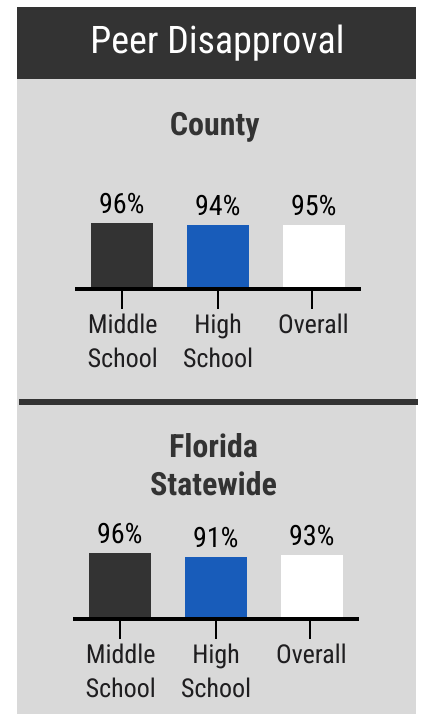 Peer Disapproval
County
96% 94% 95%
Middle School High School Overall
Florida
Statewide
96% 91% 93%
Middle School High School Overall